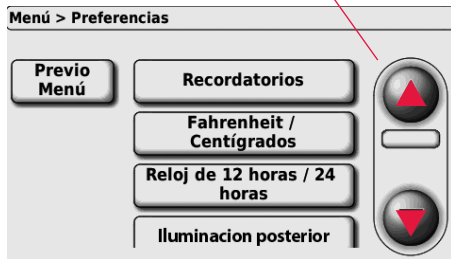 Menú > Preferencias
Previo
Menú
Recordatorios
Fahrenheit /
Centígrados
Reloj de 12 horas / 24
horas
Iluminacion posterior